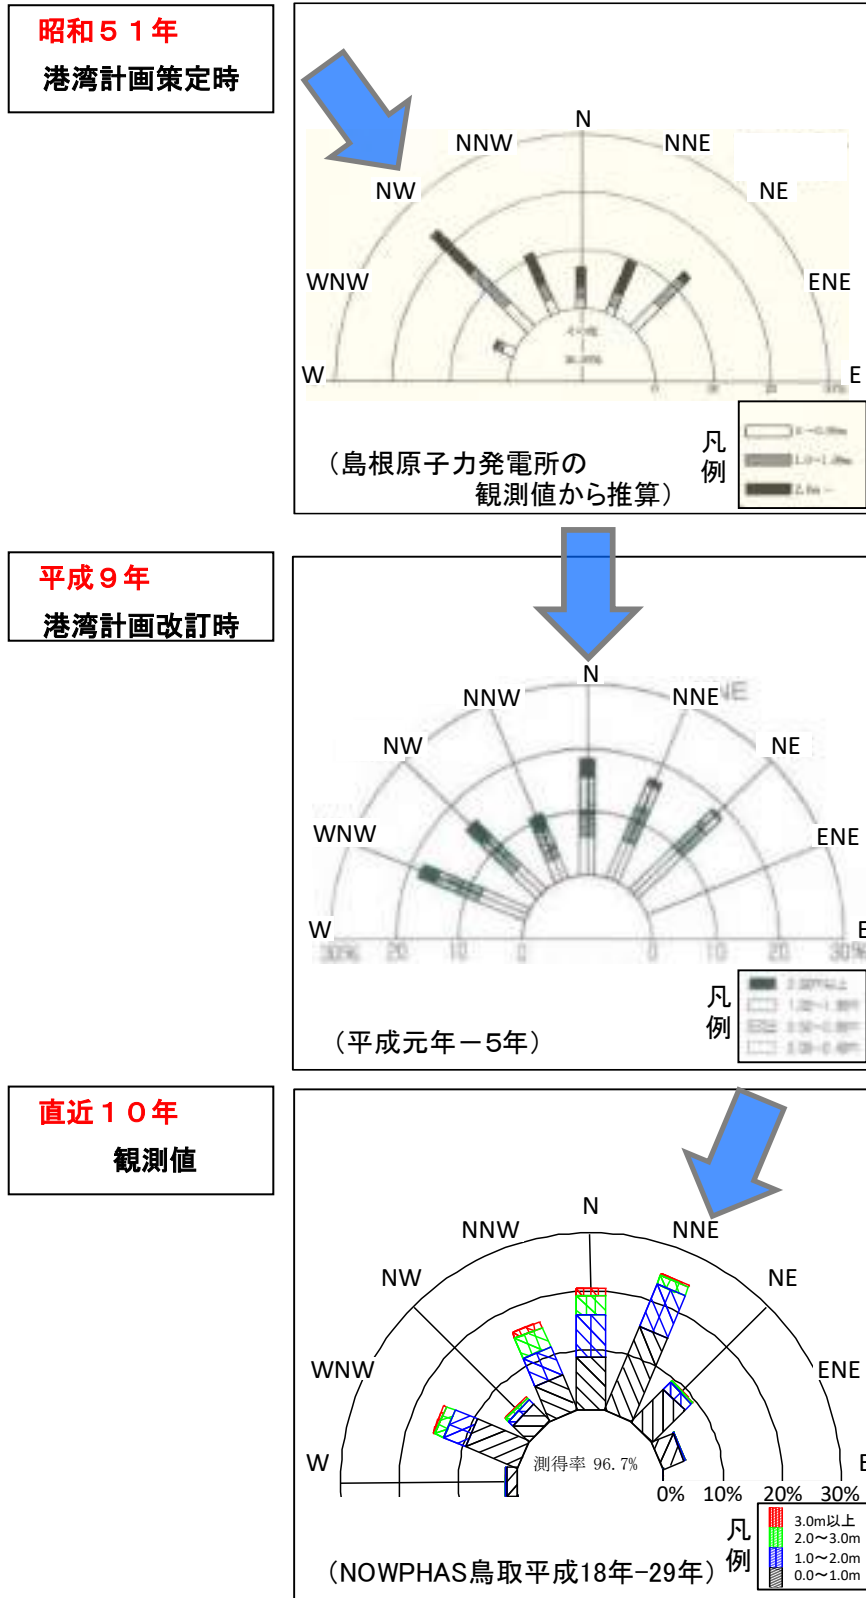 昭和５１年
港湾計画策定時
N
NNW
NNE
NW
NE
WNW
ENE
W
E
凡例
（島根原子力発電所の
観測値から推算）
平成９年
港湾計画改訂時
N
NNW
NNE
NW
NE
WNW
ENE
W
E
30%
20
10
0
0
10
20
30%
凡例
（平成元年－5年）
直近１０年
観測値
N
NNW
NNE
NW
NE
WNW
ENE
W
E
測得率 96.7%
0%
10%
20%
30%
凡例
3.0m以上
2.0～3.0m
1.0～2.0m
0.0～1.0m
（NOWPHAS鳥取平成18年-29年）